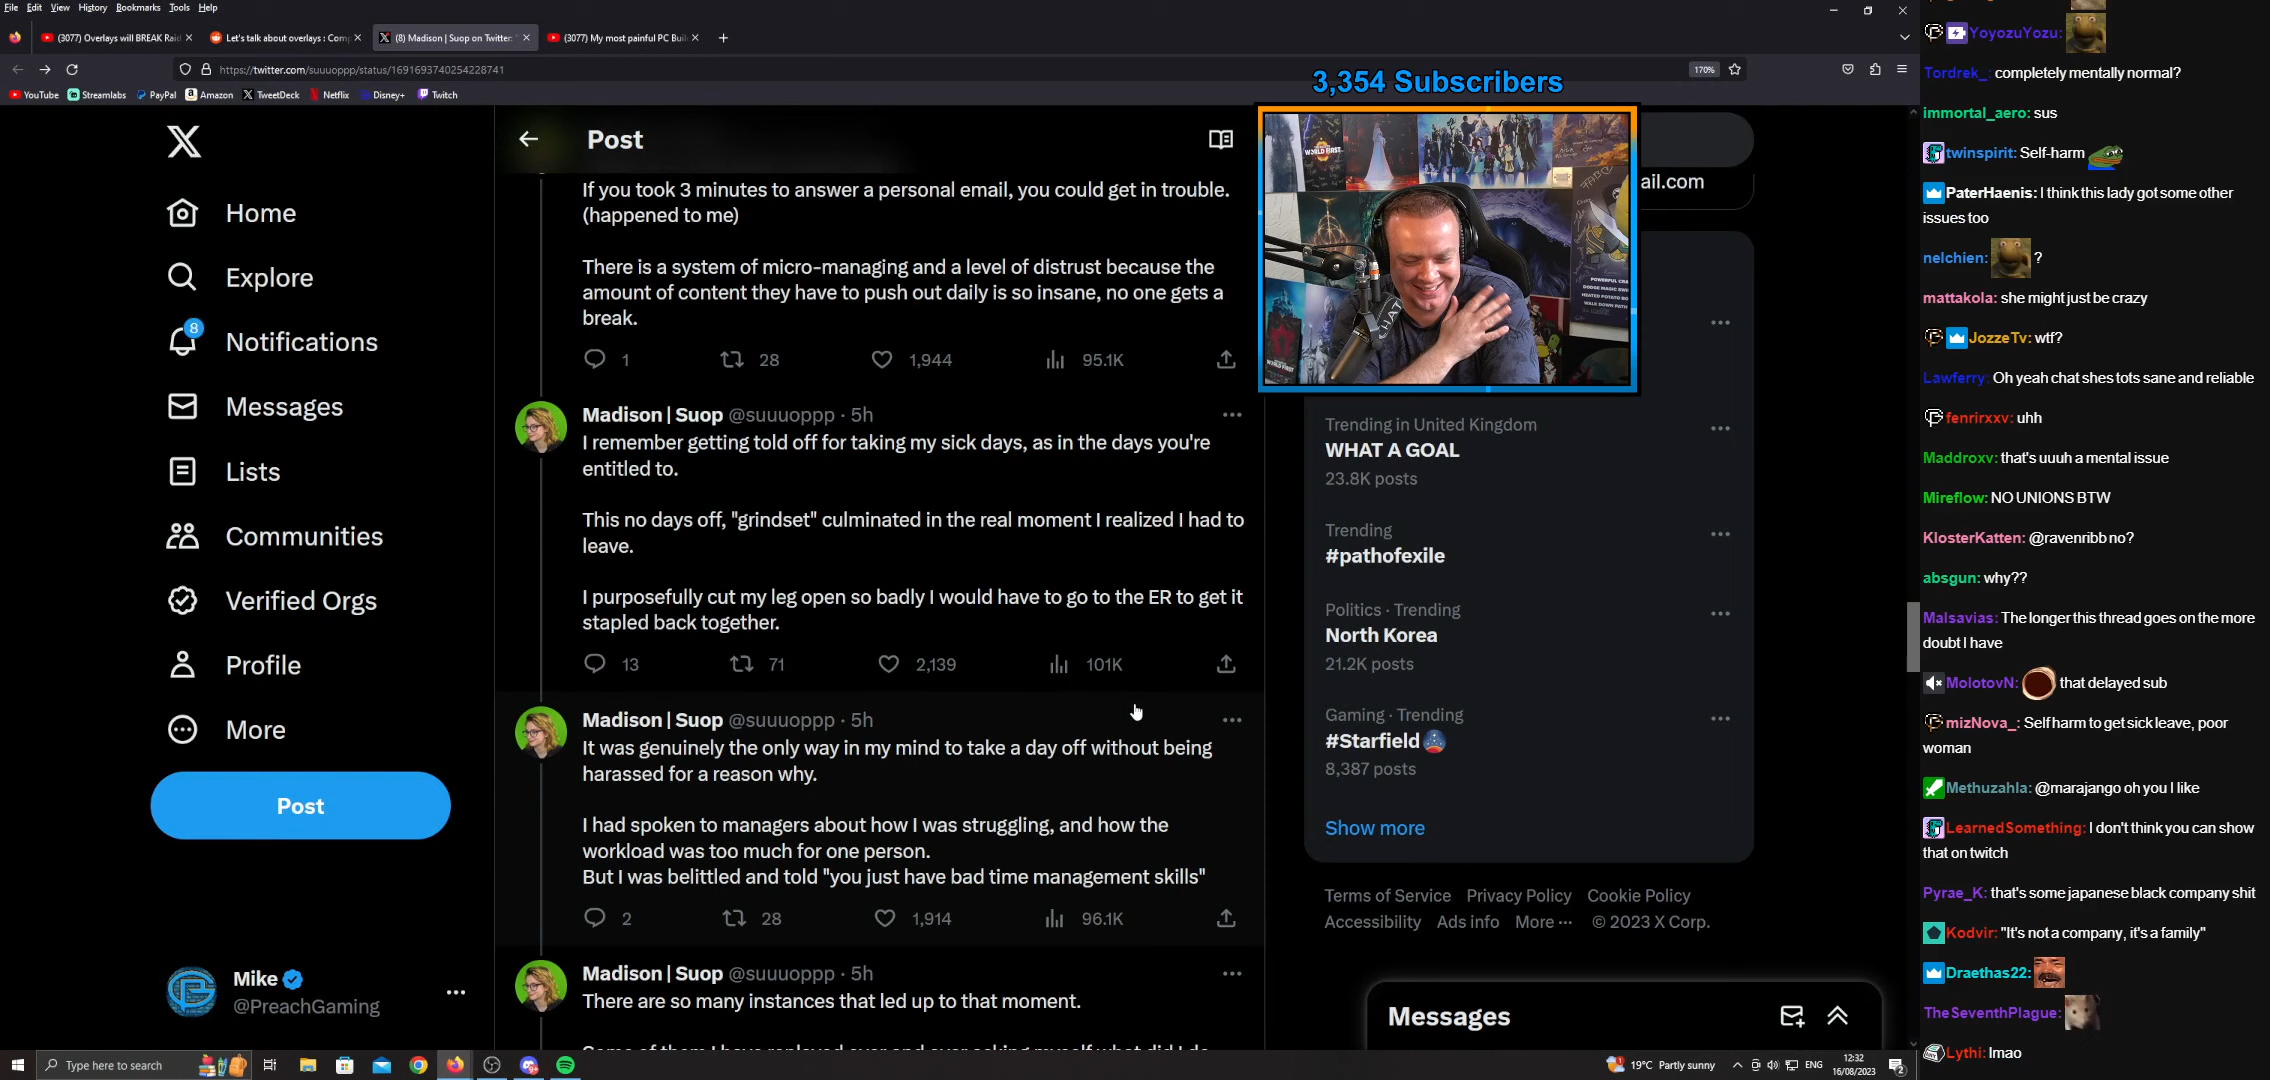 File Edit View History Bookmarks Tools Help
(3077) Overlays will BREAK Raid
Let's talk about overlays : Comp
(8) Madison | Suop on Twitter: "
(3077) My most painful PC Buil
https://twitter.com/suuuoppp/status/1691693740254228741
170%
YouTube Streamlabs PayPal Amazon TweetDeck Netflix Disney+ Twitch
3,354 Subscribers
Home
Explore
8
Notifications
Messages
Lists
Communities
Verified Orgs
Profile
More
Post
Mike
@PreachGaming
Post
If you took 3 minutes to answer a personal email, you could get in trouble.
(happened to me)
There is a system of micro-managing and a level of distrust because the
amount of content they have to push out daily is so insane, no one gets a
break.
1 28 1,944 95.1K
Madison | Suop @suuuoppp · 5h
I remember getting told off for taking my sick days, as in the days you're
entitled to.
This no days off, "grindset" culminated in the real moment I realized I had to
leave.
I purposefully cut my leg open so badly I would have to go to the ER to get it
stapled back together.
13 71 2,139 101K
Madison | Suop @suuuoppp · 5h
It was genuinely the only way in my mind to take a day off without being
harassed for a reason why.
I had spoken to managers about how I was struggling, and how the
workload was too much for one person.
But I was belittled and told "you just have bad time management skills"
2 28 1,914 96.1K
Madison | Suop @suuuoppp · 5h
There are so many instances that led up to that moment.
WORLD FIRST
CHAT
ail.com
Trending in United Kingdom
WHAT A GOAL
23.8K posts
Trending
#pathofexile
Politics · Trending
North Korea
21.2K posts
Gaming · Trending
#Starfield
8,387 posts
Show more
Terms of Service Privacy Policy Cookie Policy
Accessibility Ads info More ··· © 2023 X Corp.
Messages
YoyozuYozu:
Tordrek_: completely mentally normal?
immortal_aero: sus
twinspirit: Self-harm
PaterHaenis: I think this lady got some other
issues too
nelchien: ?
mattakola: she might just be crazy
JozzeTv: wtf?
Lawferry: Oh yeah chat shes tots sane and reliable
fenrirxxv: uhh
Maddroxv: that's uuuh a mental issue
Mireflow: NO UNIONS BTW
KlosterKatten: @ravenribb no?
absgun: why??
Malsavias: The longer this thread goes on the more
doubt I have
MolotovN: that delayed sub
mizNova_: Self harm to get sick leave, poor
woman
Methuzahla: @marajango oh you I like
LearnedSomething: I don't think you can show
that on twitch
Pyrae_K: that's some japanese black company shit
Kodvir: "It's not a company, it's a family"
Draethas22:
TheSeventhPlague:
Lythi: lmao
Type here to search
19°C Partly sunny
ENG
12:32
16/08/2023
2